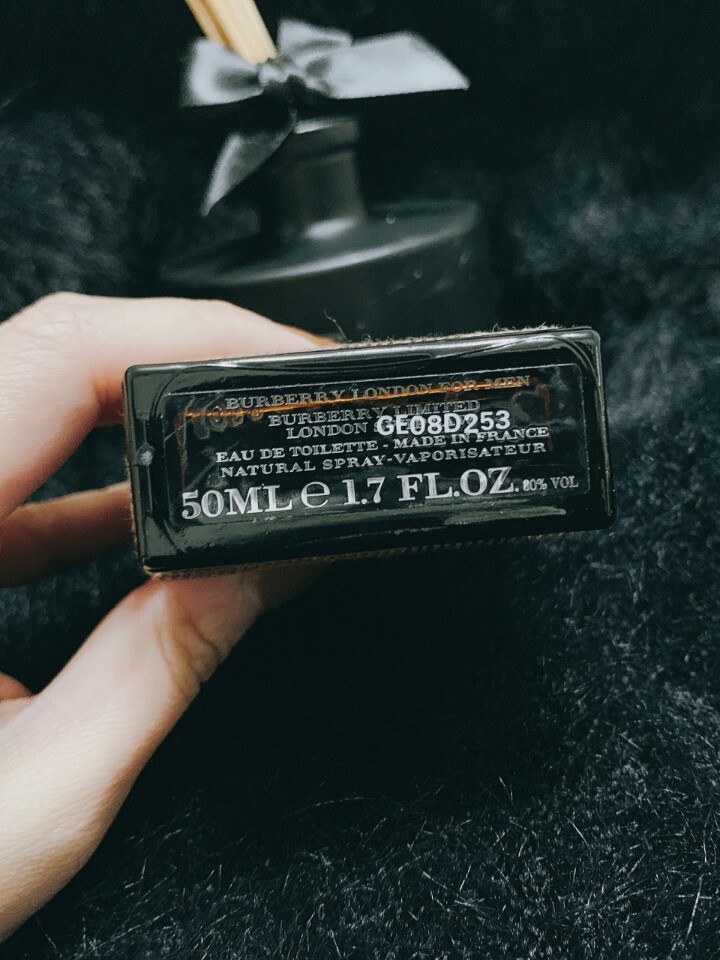 BURBERRY LONDON FOR MEN
BURBERRY LIMITED
LONDON GE08D253
EAU DE TOILETTE - MADE IN FRANCE
NATURAL SPRAY-VAPORISATEUR
50ML e 1.7 FL.OZ. 80% VOL